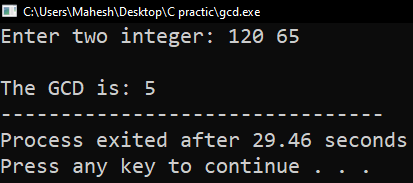 C:\Users\Mahesh\Desktop\C practic\gcd.exe
Enter two integer: 120 65
The GCD is: 5
--------------------------------
Process exited after 29.46 seconds
Press any key to continue . . .